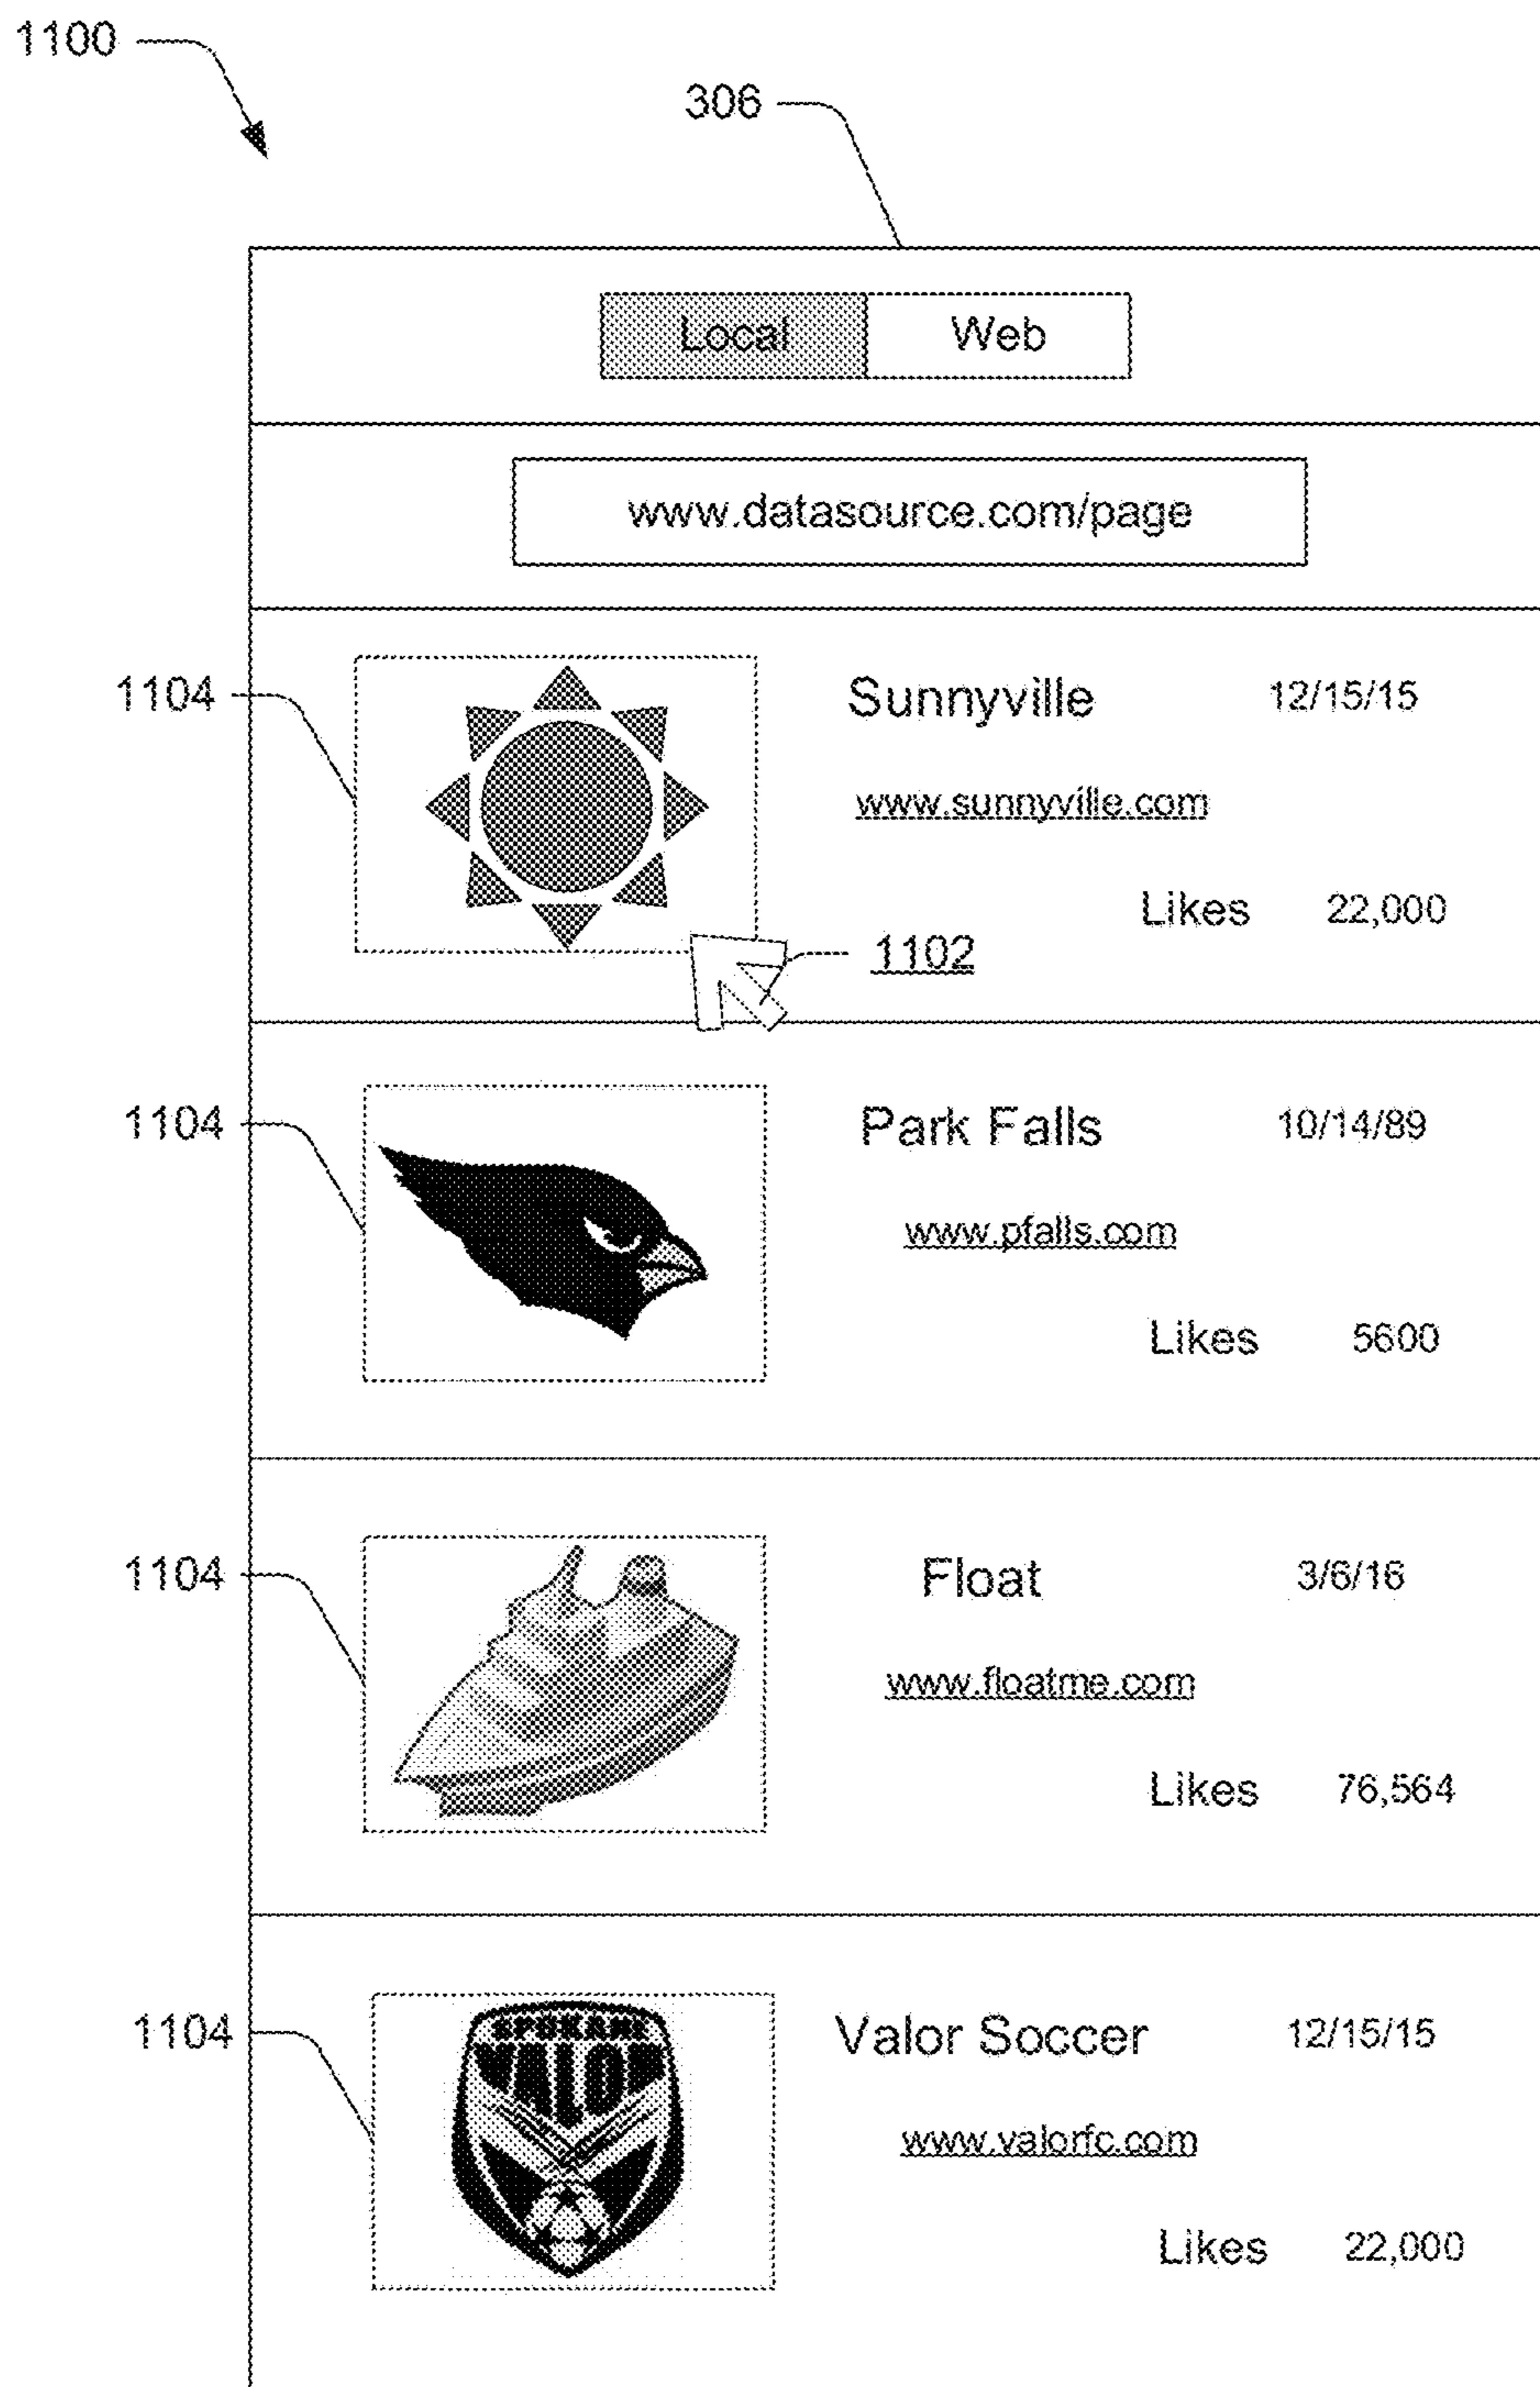 1100
306
Local Web
www.datasource.com/page
1104 Sunnyville 12/15/15
www.sunnyville.com
Likes 22,000
1102
1104 Park Falls 10/14/89
www.pfalls.com
Likes 5600
1104 Float 3/6/16
www.floatme.com
Likes 76,564
SPOKANE
VALOR
1104 Valor Soccer 12/15/15
www.valorfc.com
Likes 22,000